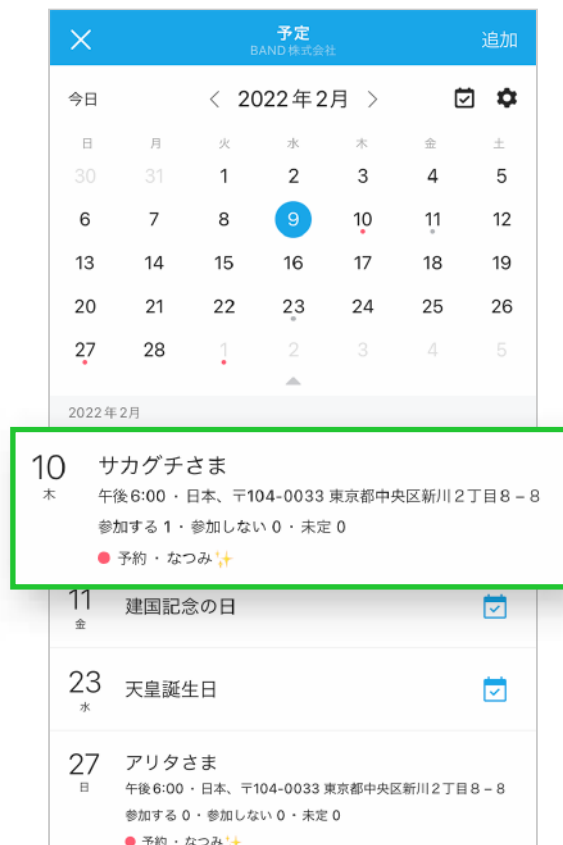 予定
BAND 株式会社
追加
今日
2022年2月
日 月 火 水 木 金 土
30 31 1 2 3 4 5
6 7 8 9 10 11 12
13 14 15 16 17 18 19
20 21 22 23 24 25 26
27 28 1 2 3 4 5
2022年2月
10
木
サカグチさま
午後6:00・日本、〒104-0033 東京都中央区新川2丁目8−8
参加する 1・参加しない 0・未定 0
予約・なつみ✨
11
金
建国記念の日
23
水
天皇誕生日
27
日
アリタさま
午後6:00・日本、〒104-0033 東京都中央区新川2丁目8−8
参加する 0・参加しない 0・未定 0
予約・なつみ✨